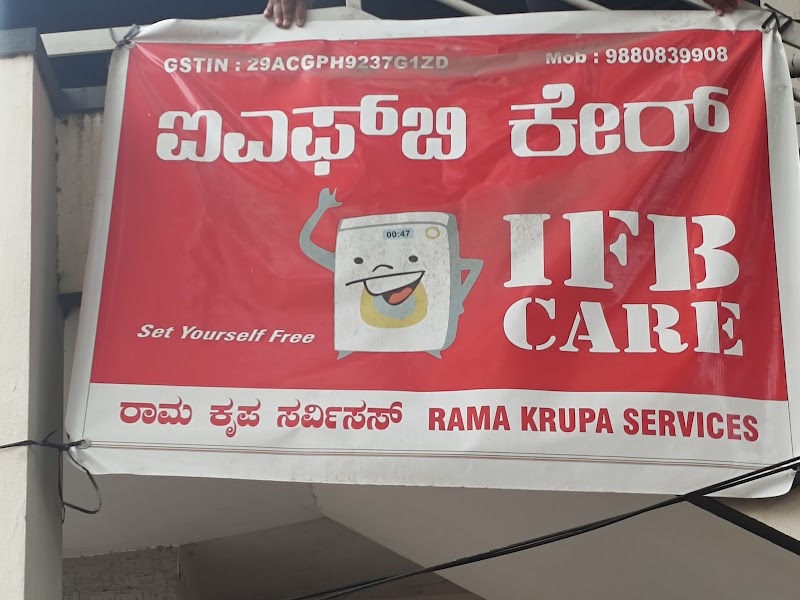 GSTIN : 29ACGPH9237G1ZD Mob : 9880839908
ಐಎಫ್‌ಬಿ ಕೇರ್
00:47
IFB
CARE
Set Yourself Free
ರಾಮ ಕೃಪ ಸರ್ವಿಸಸ್ RAMA KRUPA SERVICES